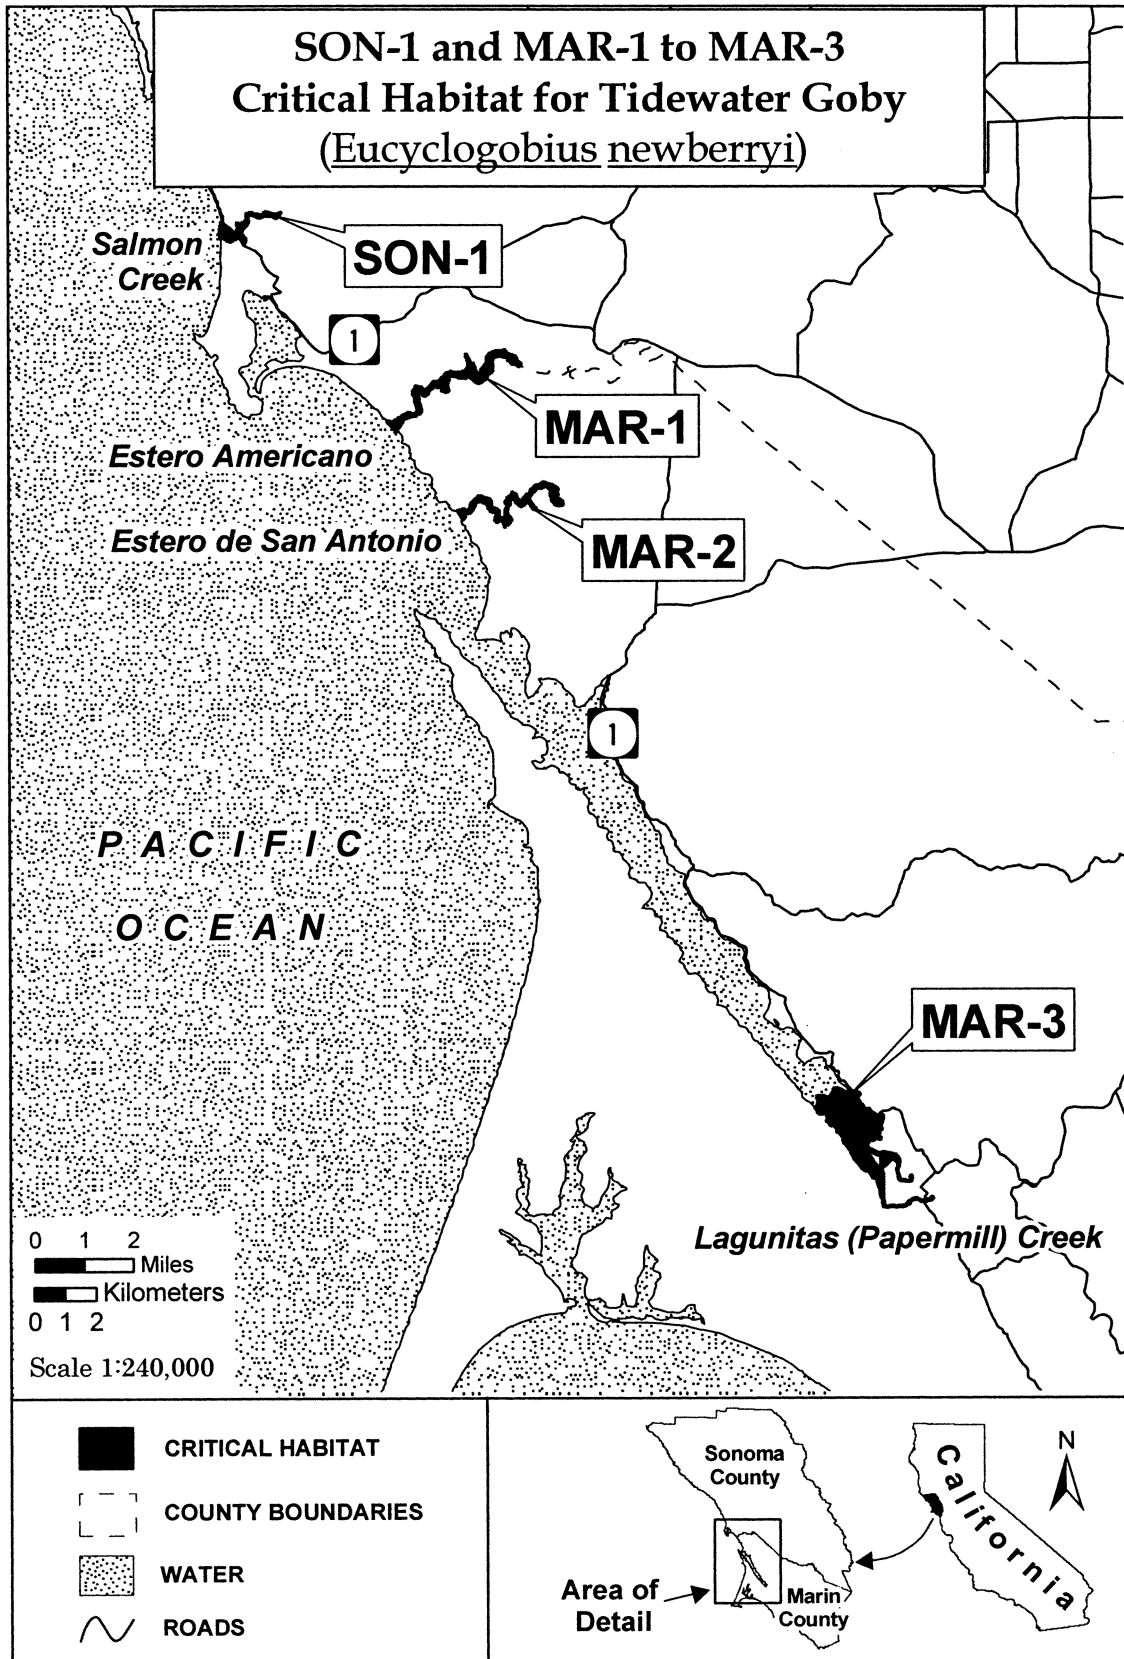 SON-1 and MAR-1 to MAR-3
Critical Habitat for Tidewater Goby
(Eucyclogobius newberryi)
Salmon
Creek
SON-1
1
MAR-1
Estero Americano
Estero de San Antonio
MAR-2
1
PACIFIC
OCEAN
MAR-3
Lagunitas (Papermill) Creek
0 1 2
Miles
Kilometers
0 1 2
Scale 1:240,000
CRITICAL HABITAT
COUNTY BOUNDARIES
WATER
ROADS
Sonoma
County
Marin
County
Area of
Detail
California
N